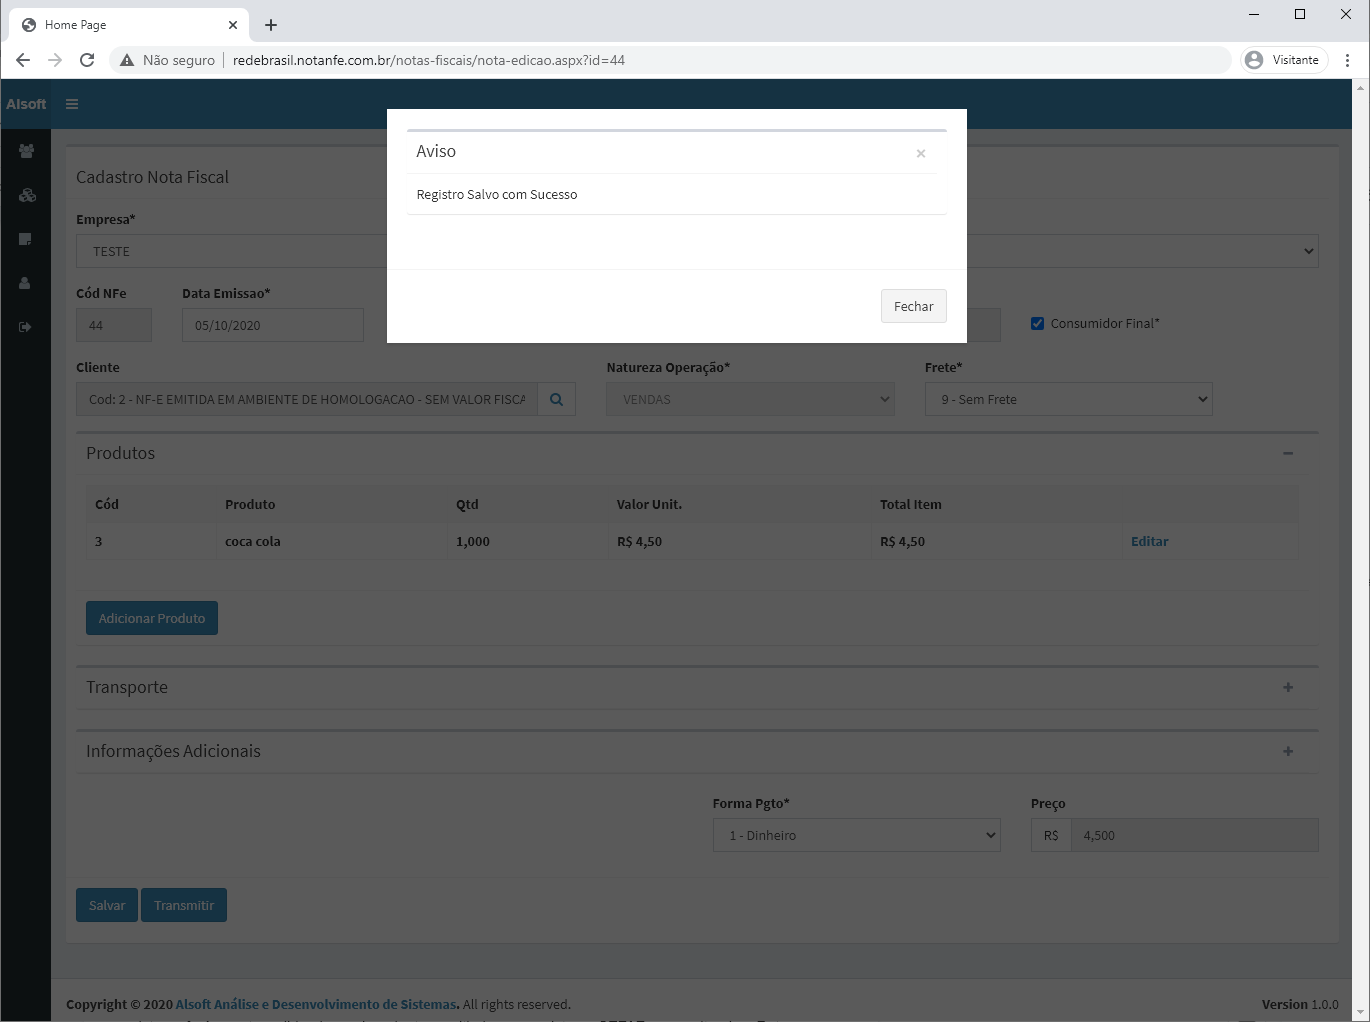 Home Page
Não seguro redebrasil.notanfe.com.br/notas-fiscais/nota-edicao.aspx?id=44 Visitante
Alsoft
Aviso ×
Registro Salvo com Sucesso
Fechar
Cadastro Nota Fiscal
Empresa*
TESTE
Cód NFe Data Emissao*
44 05/10/2020 Consumidor Final*
Cliente Natureza Operação* Frete*
Cod: 2 - NF-E EMITIDA EM AMBIENTE DE HOMOLOGACAO - SEM VALOR FISCA VENDAS 9 - Sem Frete
Produtos
Cód Produto Qtd Valor Unit. Total Item
3 coca cola 1,000 R$ 4,50 R$ 4,50 Editar
Adicionar Produto
Transporte
Informações Adicionais
Forma Pgto* Preço
1 - Dinheiro R$ 4,500
Salvar Transmitir
Copyright © 2020 Alsoft Análise e Desenvolvimento de Sistemas. All rights reserved. Version 1.0.0